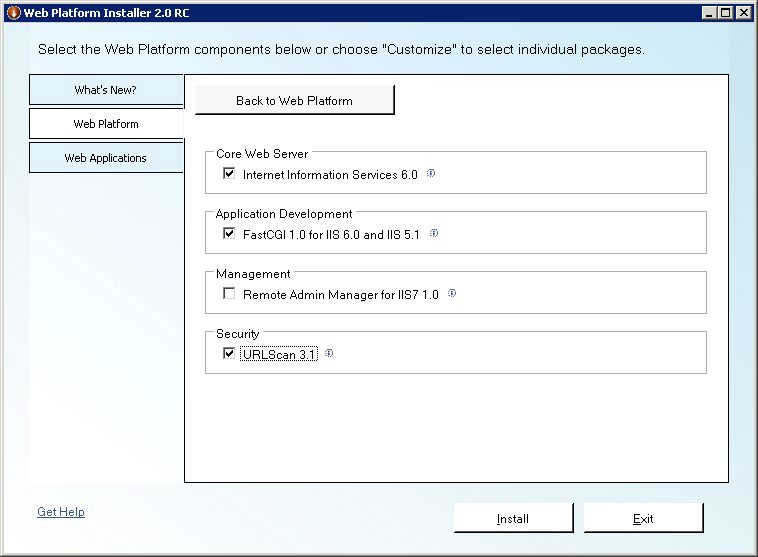 Web Platform Installer 2.0 RC
Select the Web Platform components below or choose "Customize" to select individual packages.
What's New?
Web Platform
Web Applications
Back to Web Platform
Core Web Server
Internet Information Services 6.0
Application Development
FastCGI 1.0 for IIS 6.0 and IIS 5.1
Management
Remote Admin Manager for IIS7 1.0
Security
URLScan 3.1
Get Help
Install
Exit